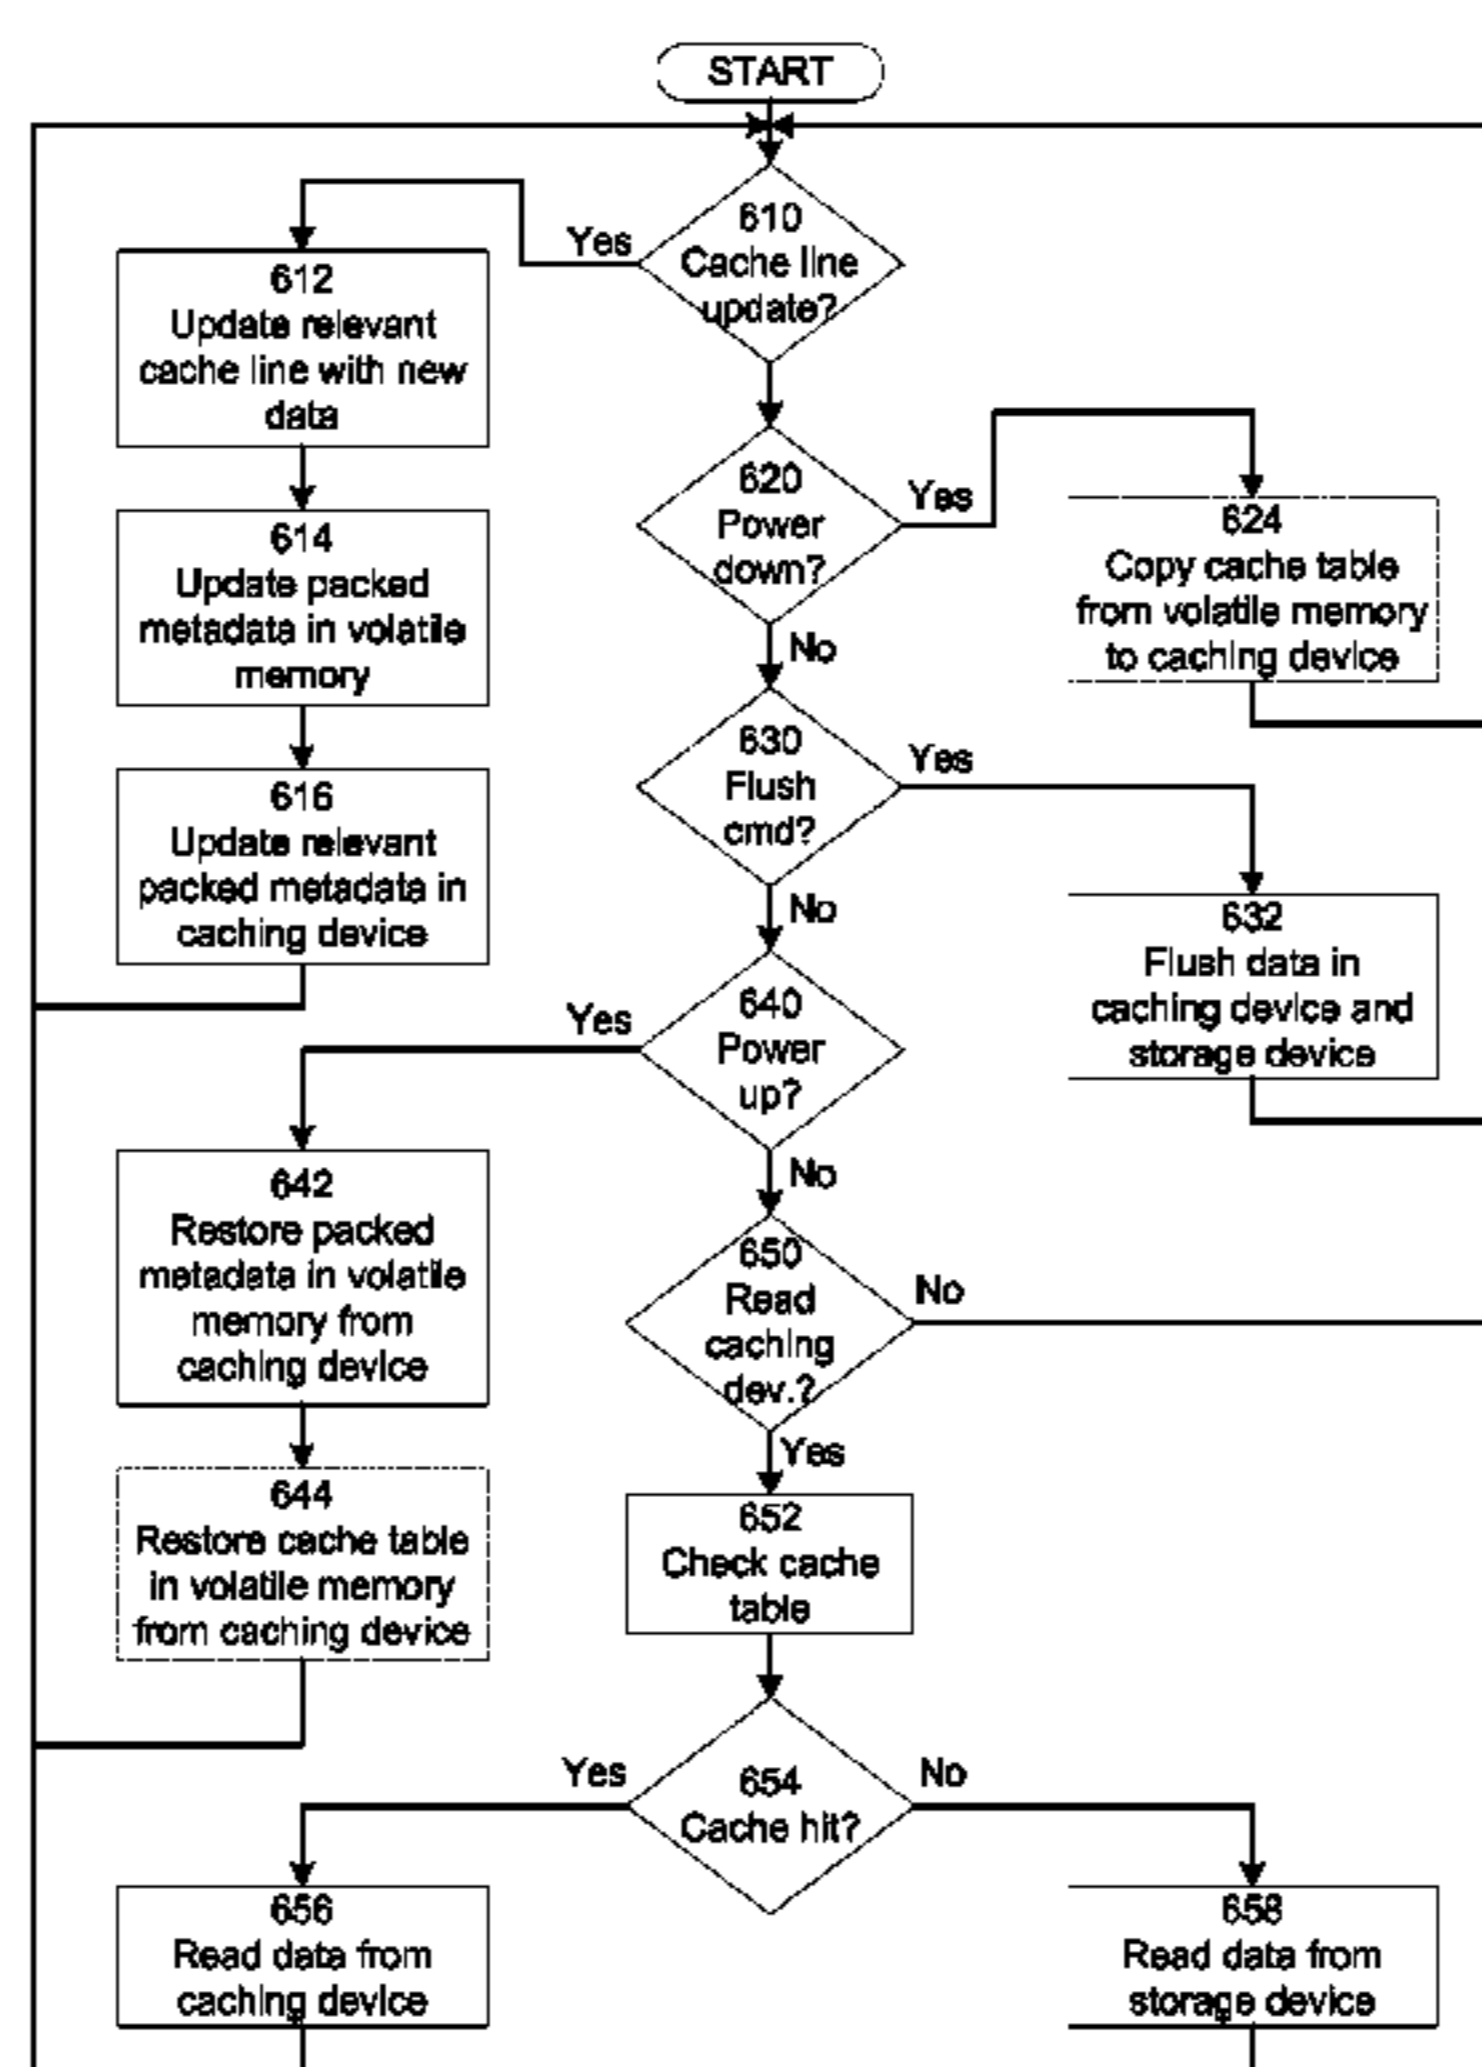 START
610
Cache line
update?
Yes
612
Update relevant
cache line with new
data
614
Update packed
metadata in volatile
memory
616
Update relevant
packed metadata in
caching device
620
Power
down?
Yes
No
624
Copy cache table
from volatile memory
to caching device
630
Flush
cmd?
Yes
No
632
Flush data in
caching device and
storage device
640
Power
up?
Yes
No
642
Restore packed
metadata in volatile
memory from
caching device
644
Restore cache table
in volatile memory
from caching device
650
Read
caching
dev.?
No
Yes
652
Check cache
table
654
Cache hit?
Yes
No
656
Read data from
caching device
658
Read data from
storage device